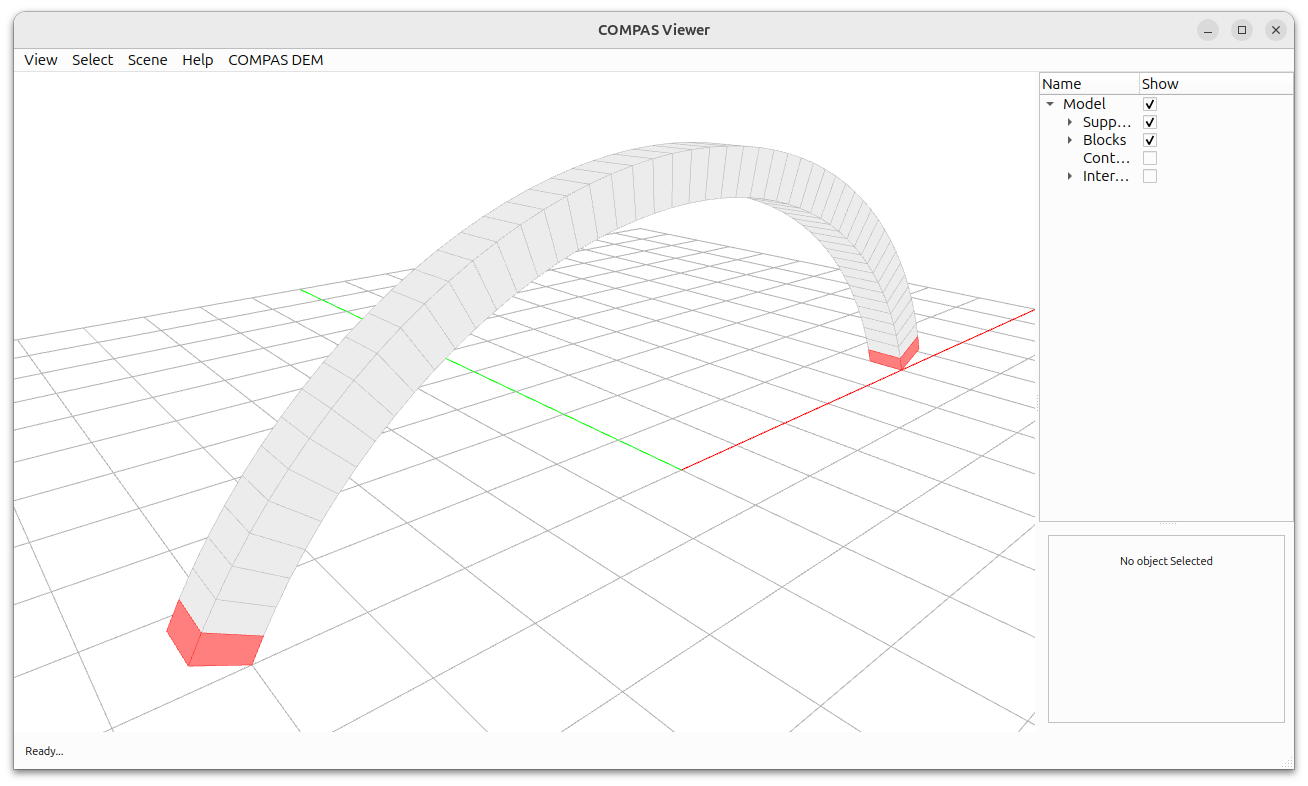 COMPAS Viewer
View Select Scene Help COMPAS DEM
Name Show
Model
Supp...
Blocks
Cont...
Inter...
No object Selected
Ready...